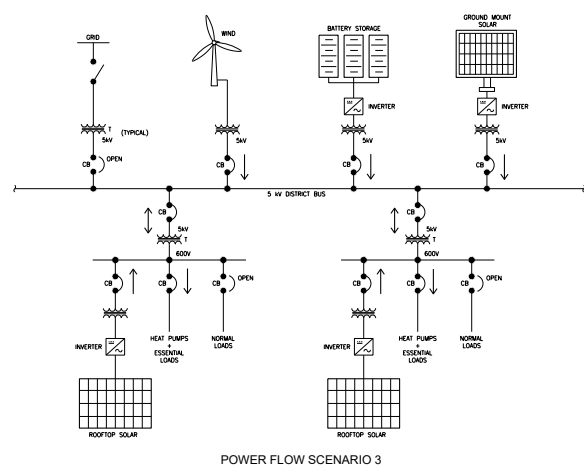 GRID
WIND
BATTERY STORAGE
GROUND MOUNT
SOLAR
INVERTER
INVERTER
T
(TYPICAL)
5kV
5kV
5kV
5kV
CB
OPEN
CB
CB
CB
5 kV DISTRICT BUS
CB
CB
5kV
T
5kV
T
600V
600V
CB
CB
CB
OPEN
CB
CB
CB
OPEN
INVERTER
HEAT PUMPS
+
ESSENTIAL
LOADS
NORMAL
LOADS
INVERTER
HEAT PUMPS
+
ESSENTIAL
LOADS
NORMAL
LOADS
ROOFTOP SOLAR
ROOFTOP SOLAR
POWER FLOW SCENARIO 3